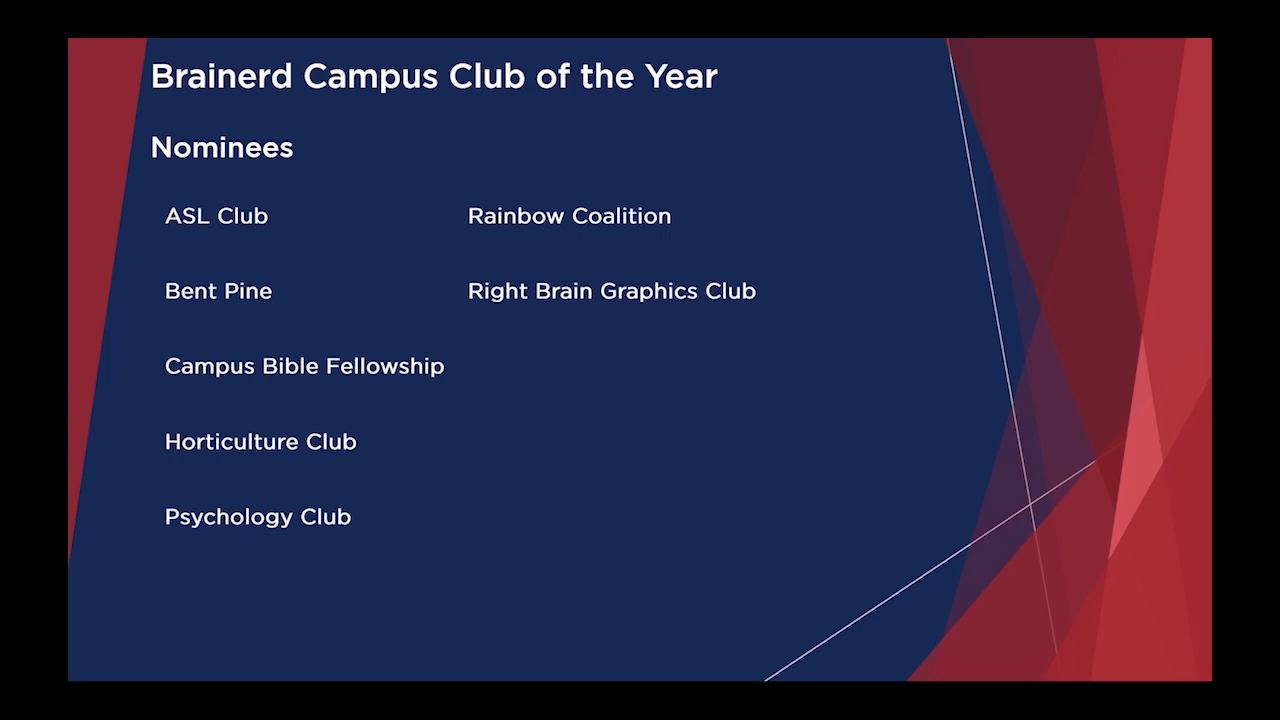 Brainerd Campus Club of the Year
Nominees
ASL Club
Bent Pine
Campus Bible Fellowship
Horticulture Club
Psychology Club
Rainbow Coalition
Right Brain Graphics Club